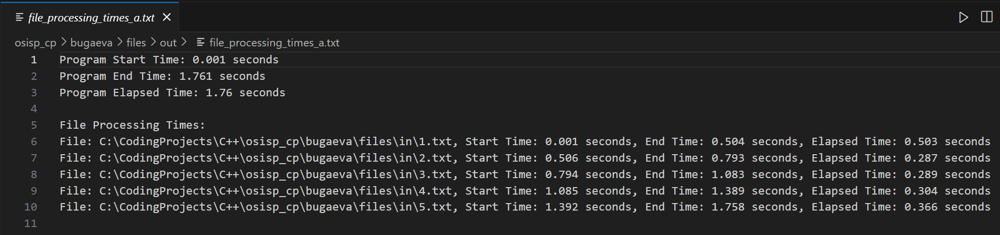 file_processing_times_a.txt
osisp_cp > bugaeva > files > out > file_processing_times_a.txt
1 Program Start Time: 0.001 seconds
2 Program End Time: 1.761 seconds
3 Program Elapsed Time: 1.76 seconds
4
5 File Processing Times:
6 File: C:\CodingProjects\C++\osisp_cp\bugaeva\files\in\1.txt, Start Time: 0.001 seconds, End Time: 0.504 seconds, Elapsed Time: 0.503 seconds
7 File: C:\CodingProjects\C++\osisp_cp\bugaeva\files\in\2.txt, Start Time: 0.506 seconds, End Time: 0.793 seconds, Elapsed Time: 0.287 seconds
8 File: C:\CodingProjects\C++\osisp_cp\bugaeva\files\in\3.txt, Start Time: 0.794 seconds, End Time: 1.083 seconds, Elapsed Time: 0.289 seconds
9 File: C:\CodingProjects\C++\osisp_cp\bugaeva\files\in\4.txt, Start Time: 1.085 seconds, End Time: 1.389 seconds, Elapsed Time: 0.304 seconds
10 File: C:\CodingProjects\C++\osisp_cp\bugaeva\files\in\5.txt, Start Time: 1.392 seconds, End Time: 1.758 seconds, Elapsed Time: 0.366 seconds
11